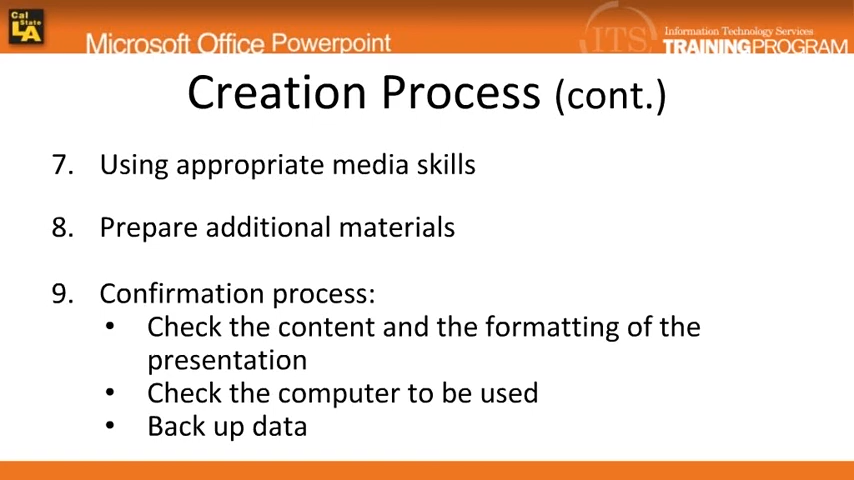 Cal
State
LA
Microsoft Office Powerpoint
ITS
Information Technology Services
TRAINING PROGRAM
Creation Process (cont.)
7. Using appropriate media skills
8. Prepare additional materials
9. Confirmation process:
• Check the content and the formatting of the
presentation
• Check the computer to be used
• Back up data